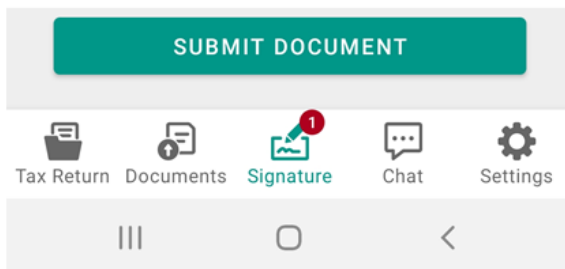 SUBMIT DOCUMENT
1
Tax Return Documents Signature Chat Settings